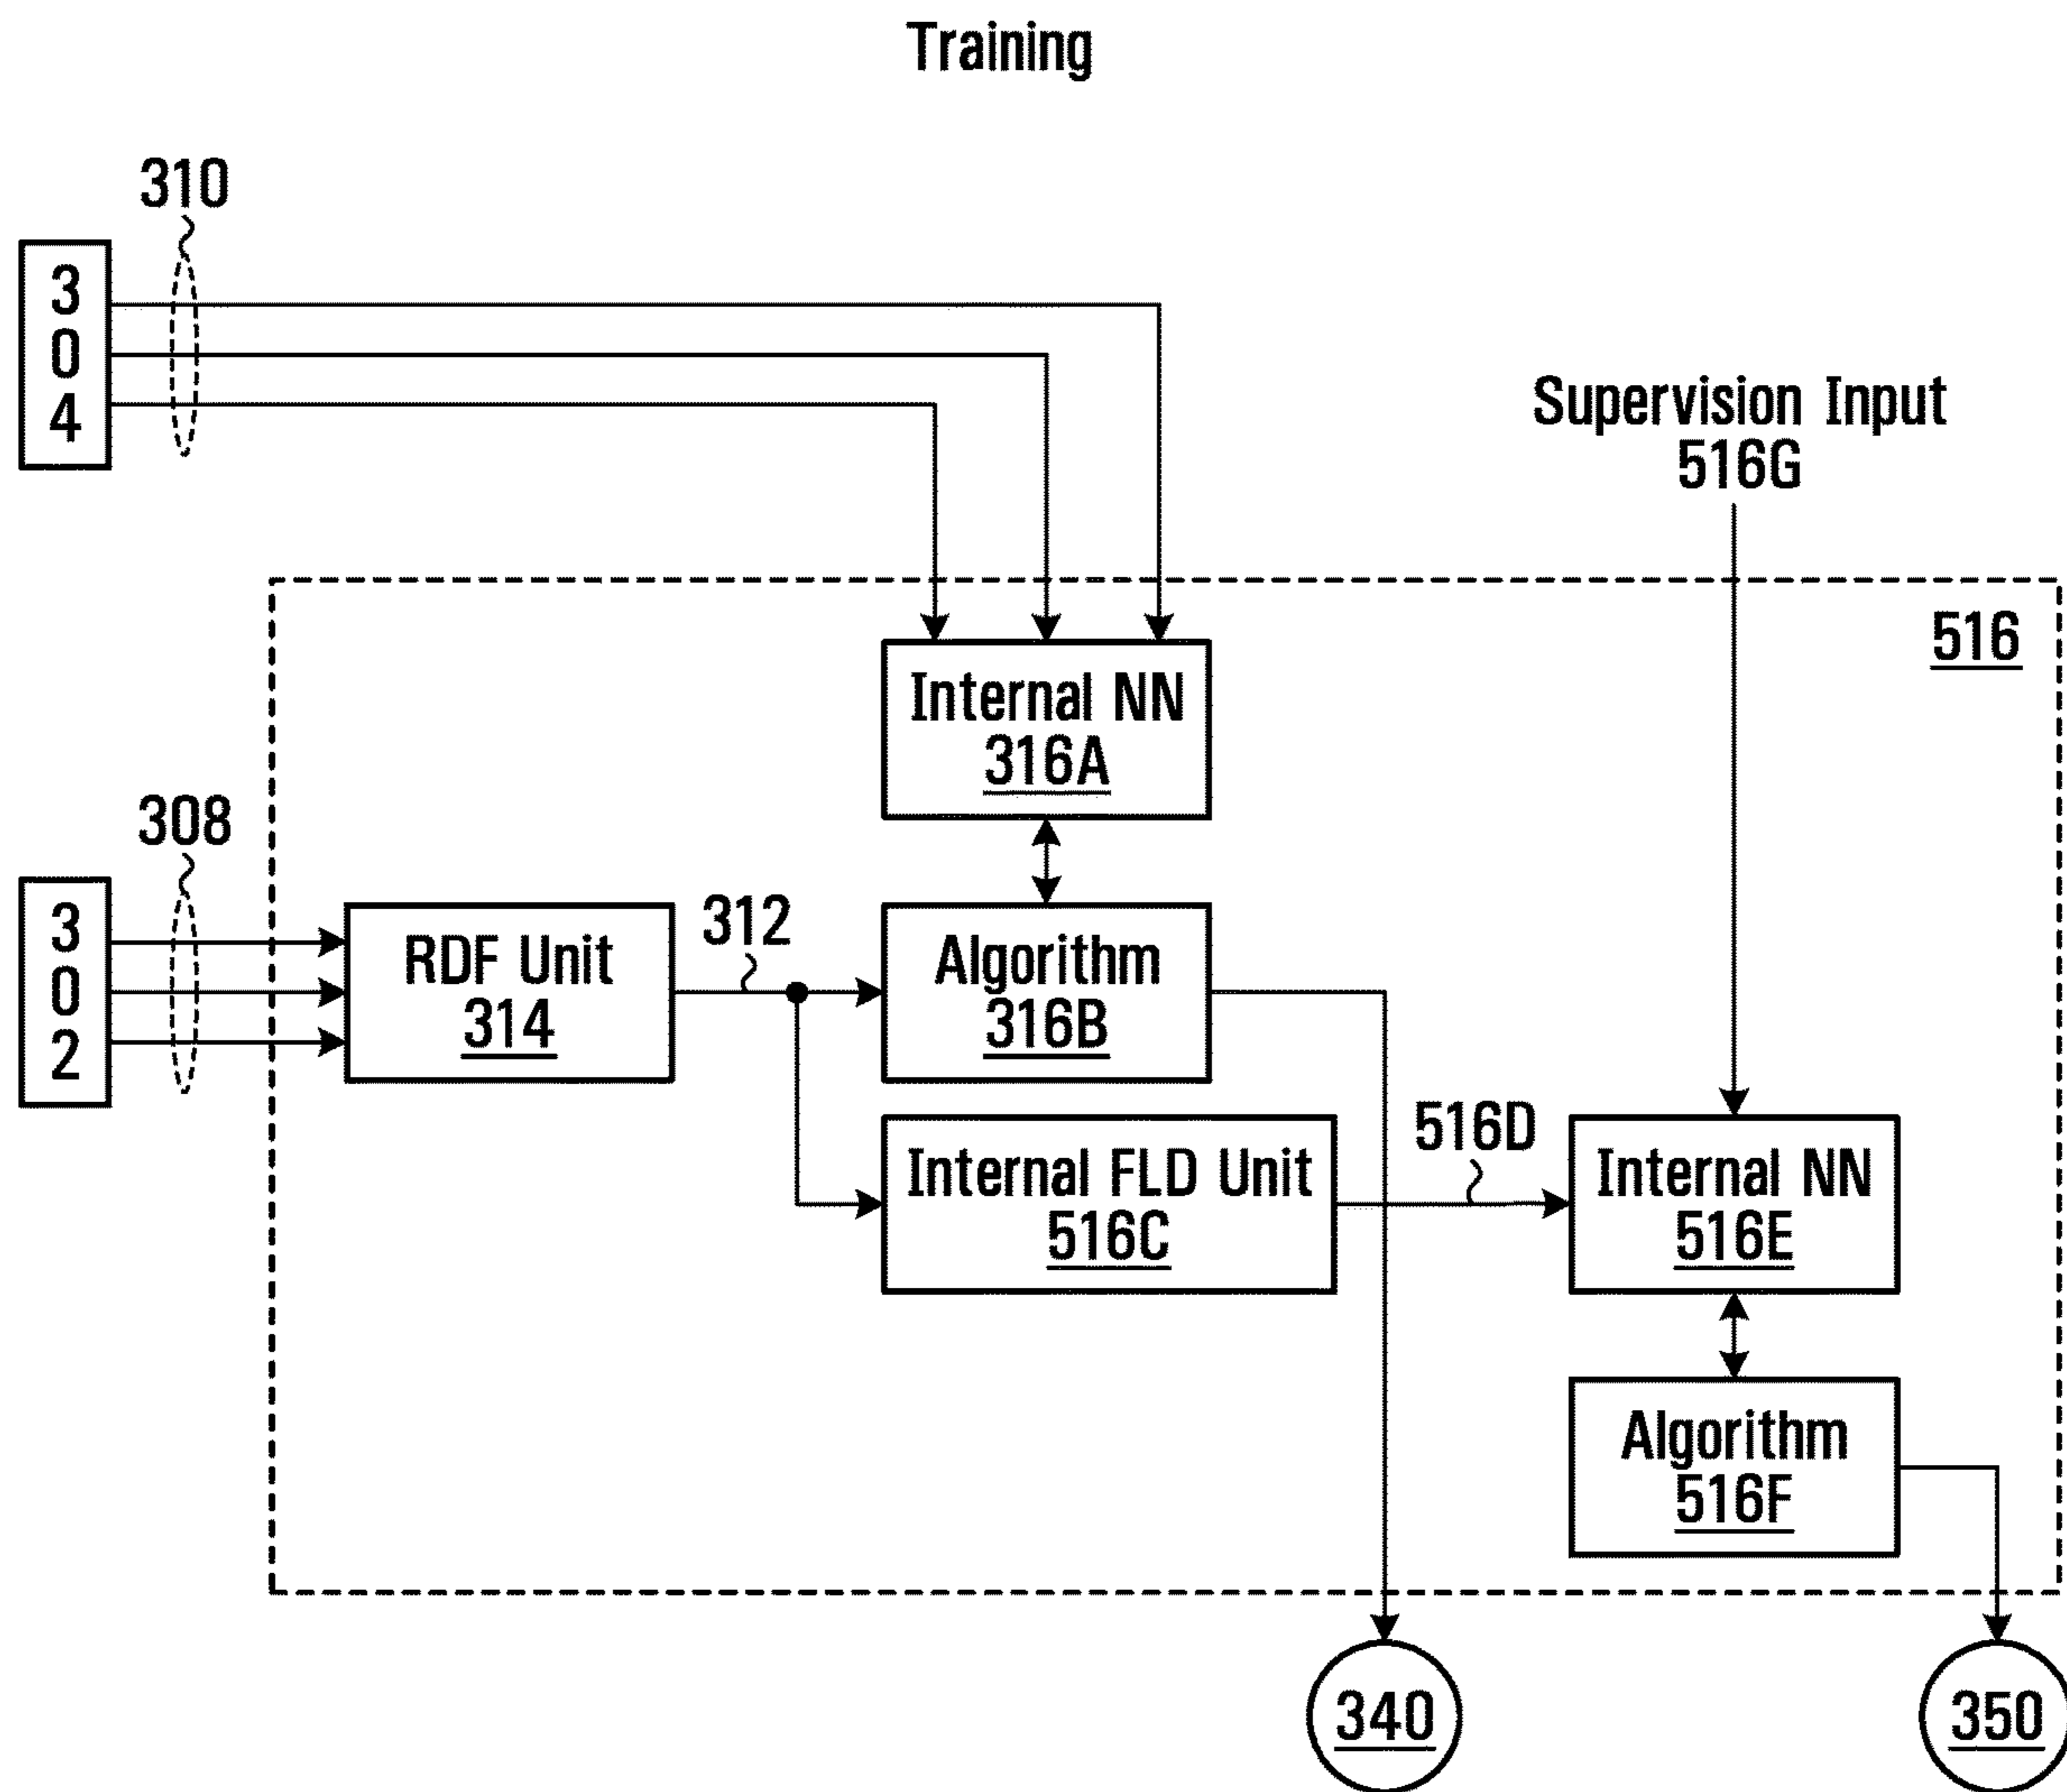 Training
310
3
0
4
Supervision Input
516G
516
Internal NN
316A
308
3
0
2
RDF Unit
314
312
Algorithm
316B
Internal FLD Unit
516C
516D
Internal NN
516E
Algorithm
516F
340
350